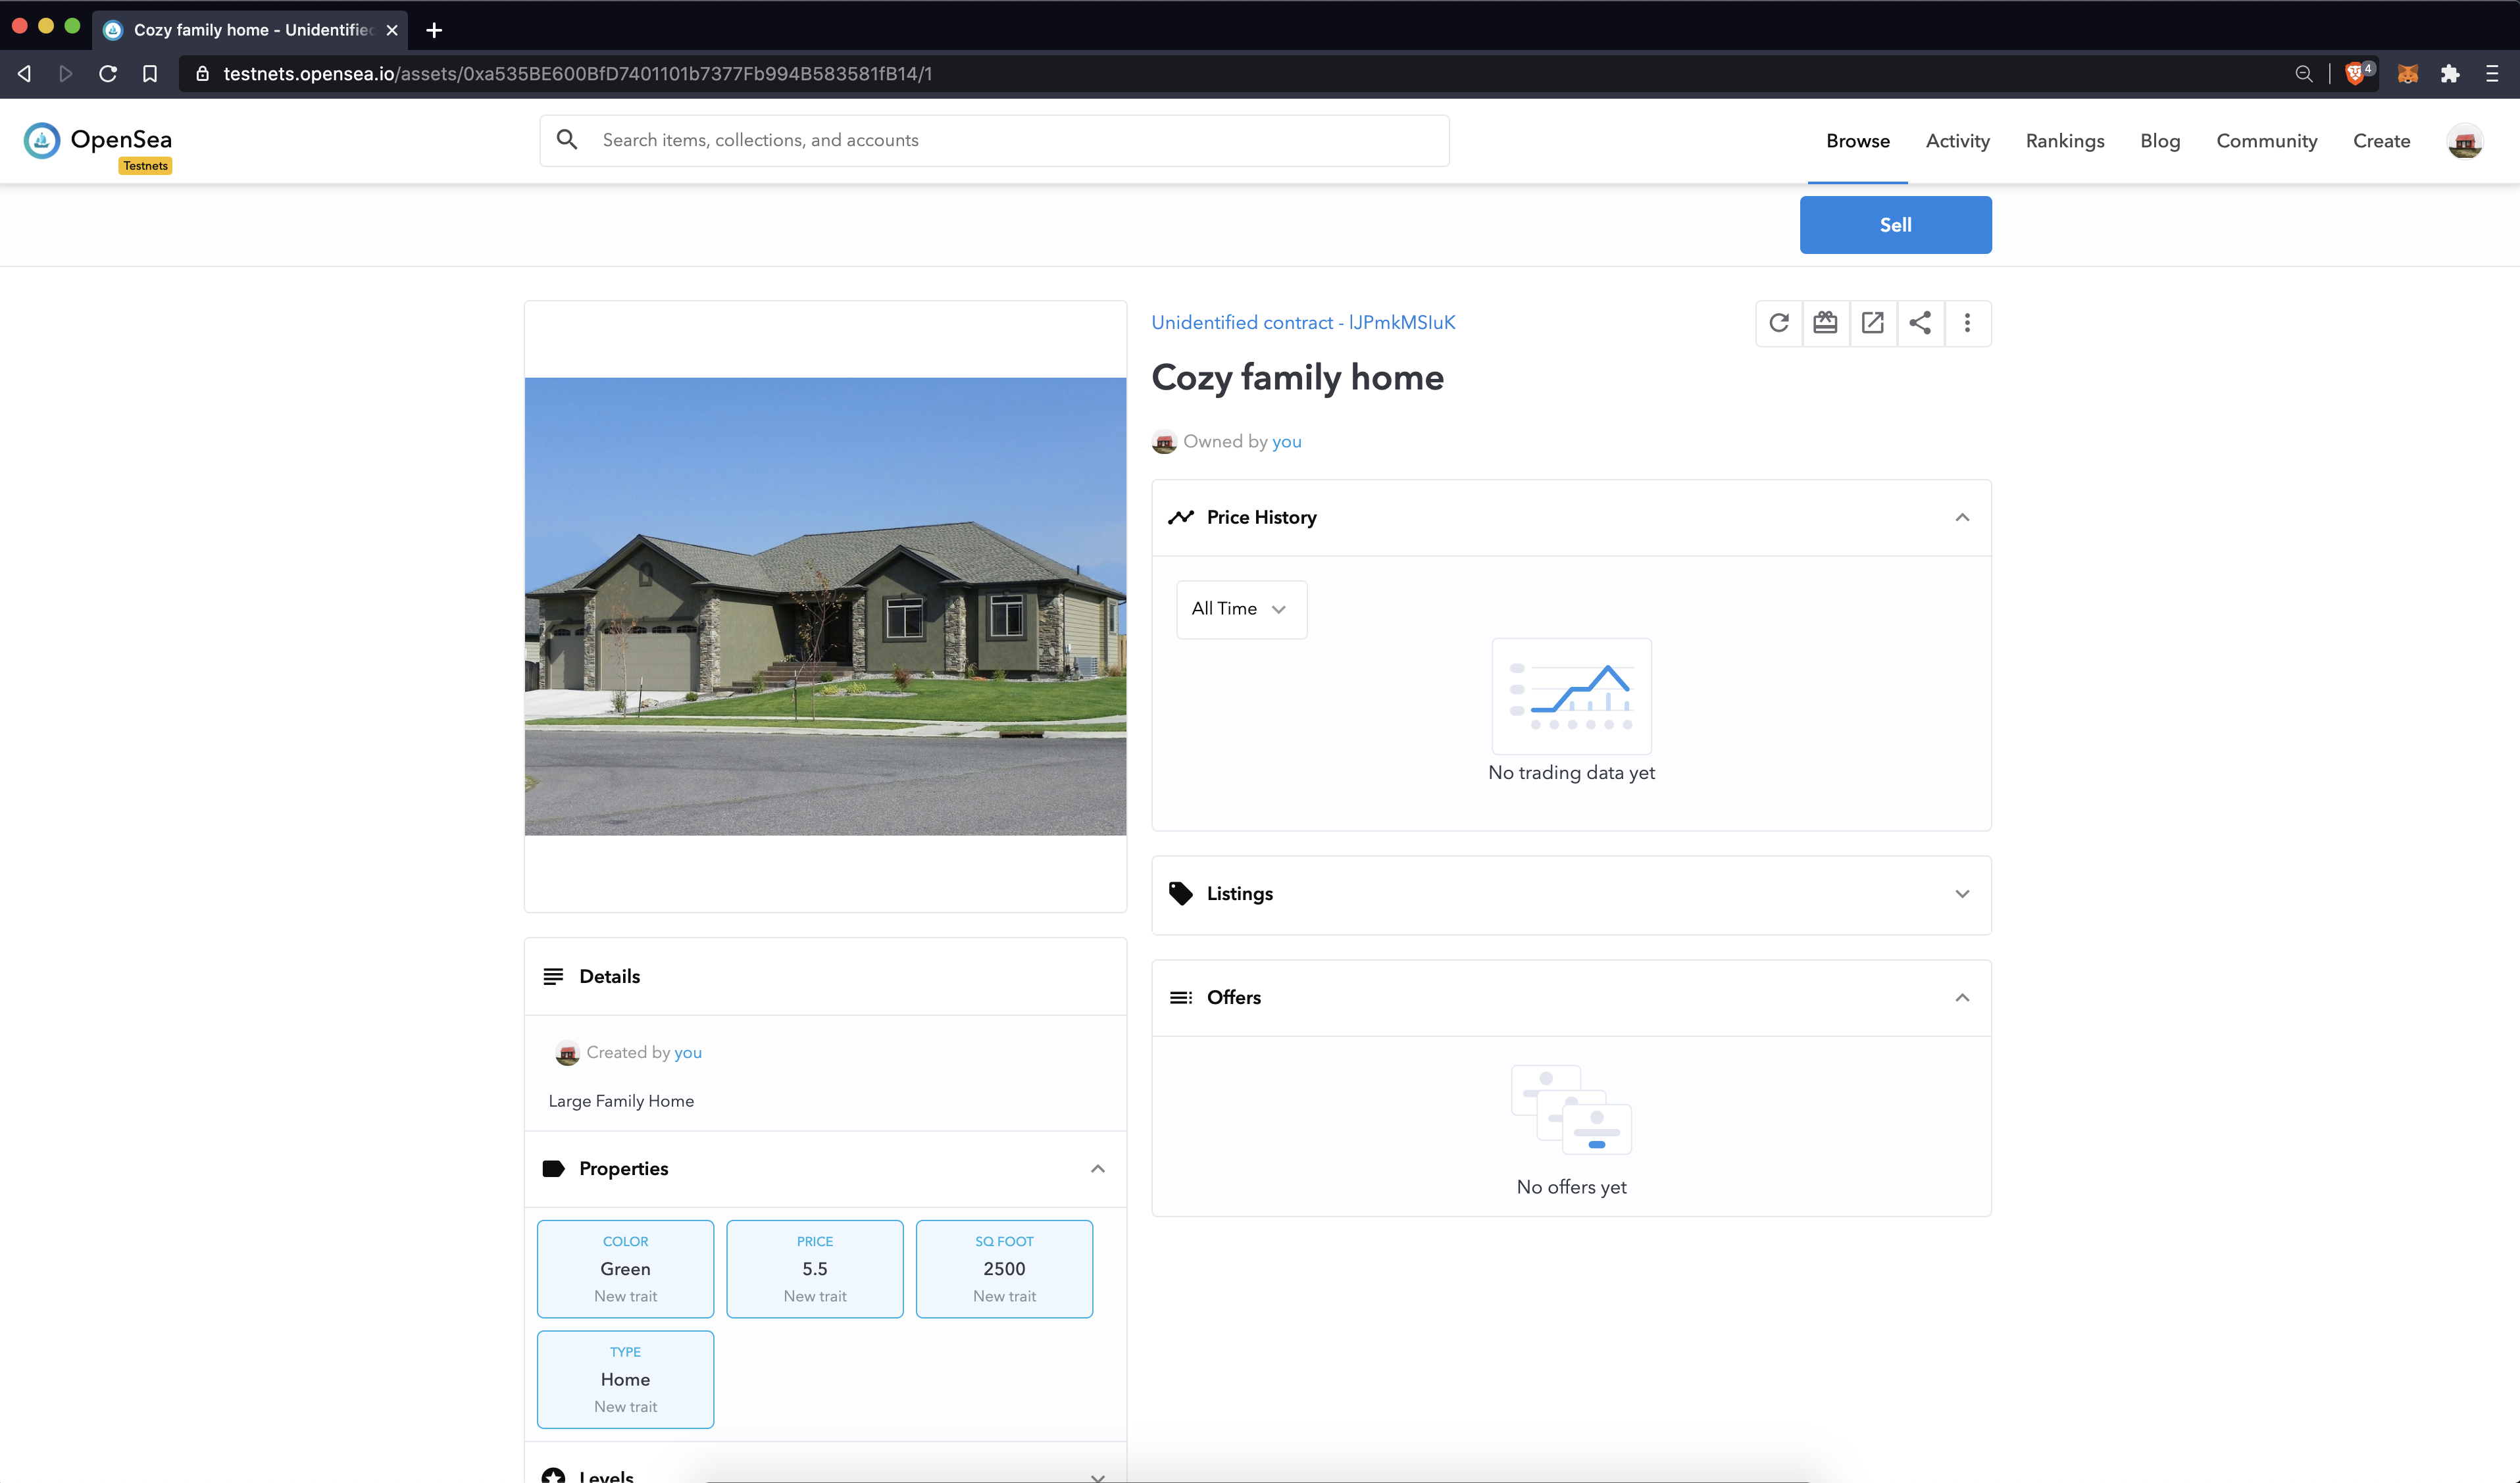 Cozy family home - Unidentified
testnets.opensea.io/assets/0xa535BE600BfD7401101b7377Fb994B583581fB14/1
4
OpenSea
Testnets
Search items, collections, and accounts
Browse
Activity
Rankings
Blog
Community
Create
Sell
Unidentified contract - lJPmkMSIuK
Cozy family home
Owned by you
Price History
All Time
No trading data yet
Listings
Offers
No offers yet
Details
Created by you
Large Family Home
Properties
COLOR
Green
New trait
PRICE
5.5
New trait
SQ FOOT
2500
New trait
TYPE
Home
New trait
Levels